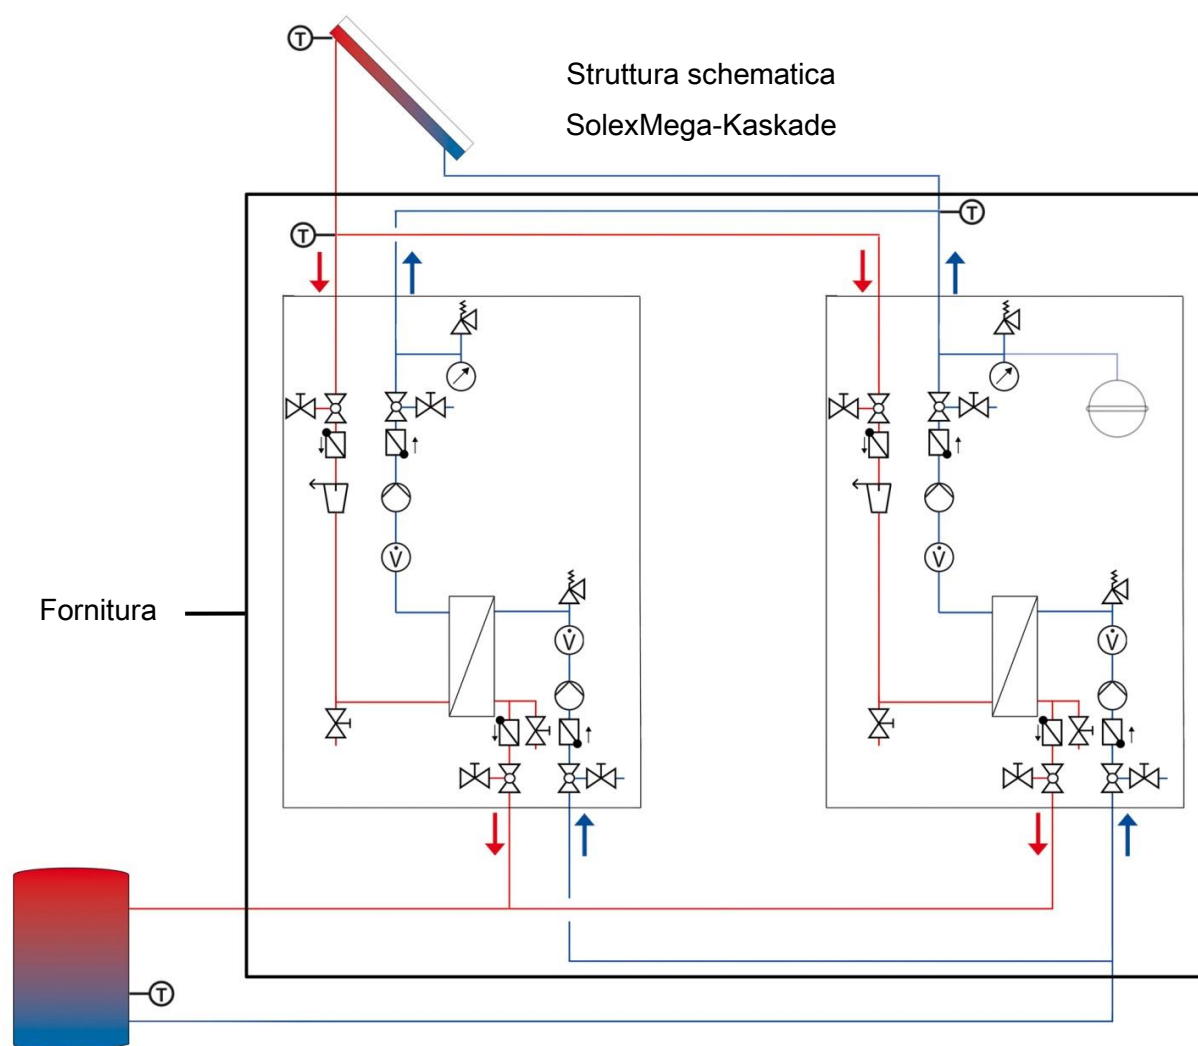 T
Struttura schematica
SolexMega-Kaskade
T
T
V̇
V̇
Fornitura
V̇
V̇
T